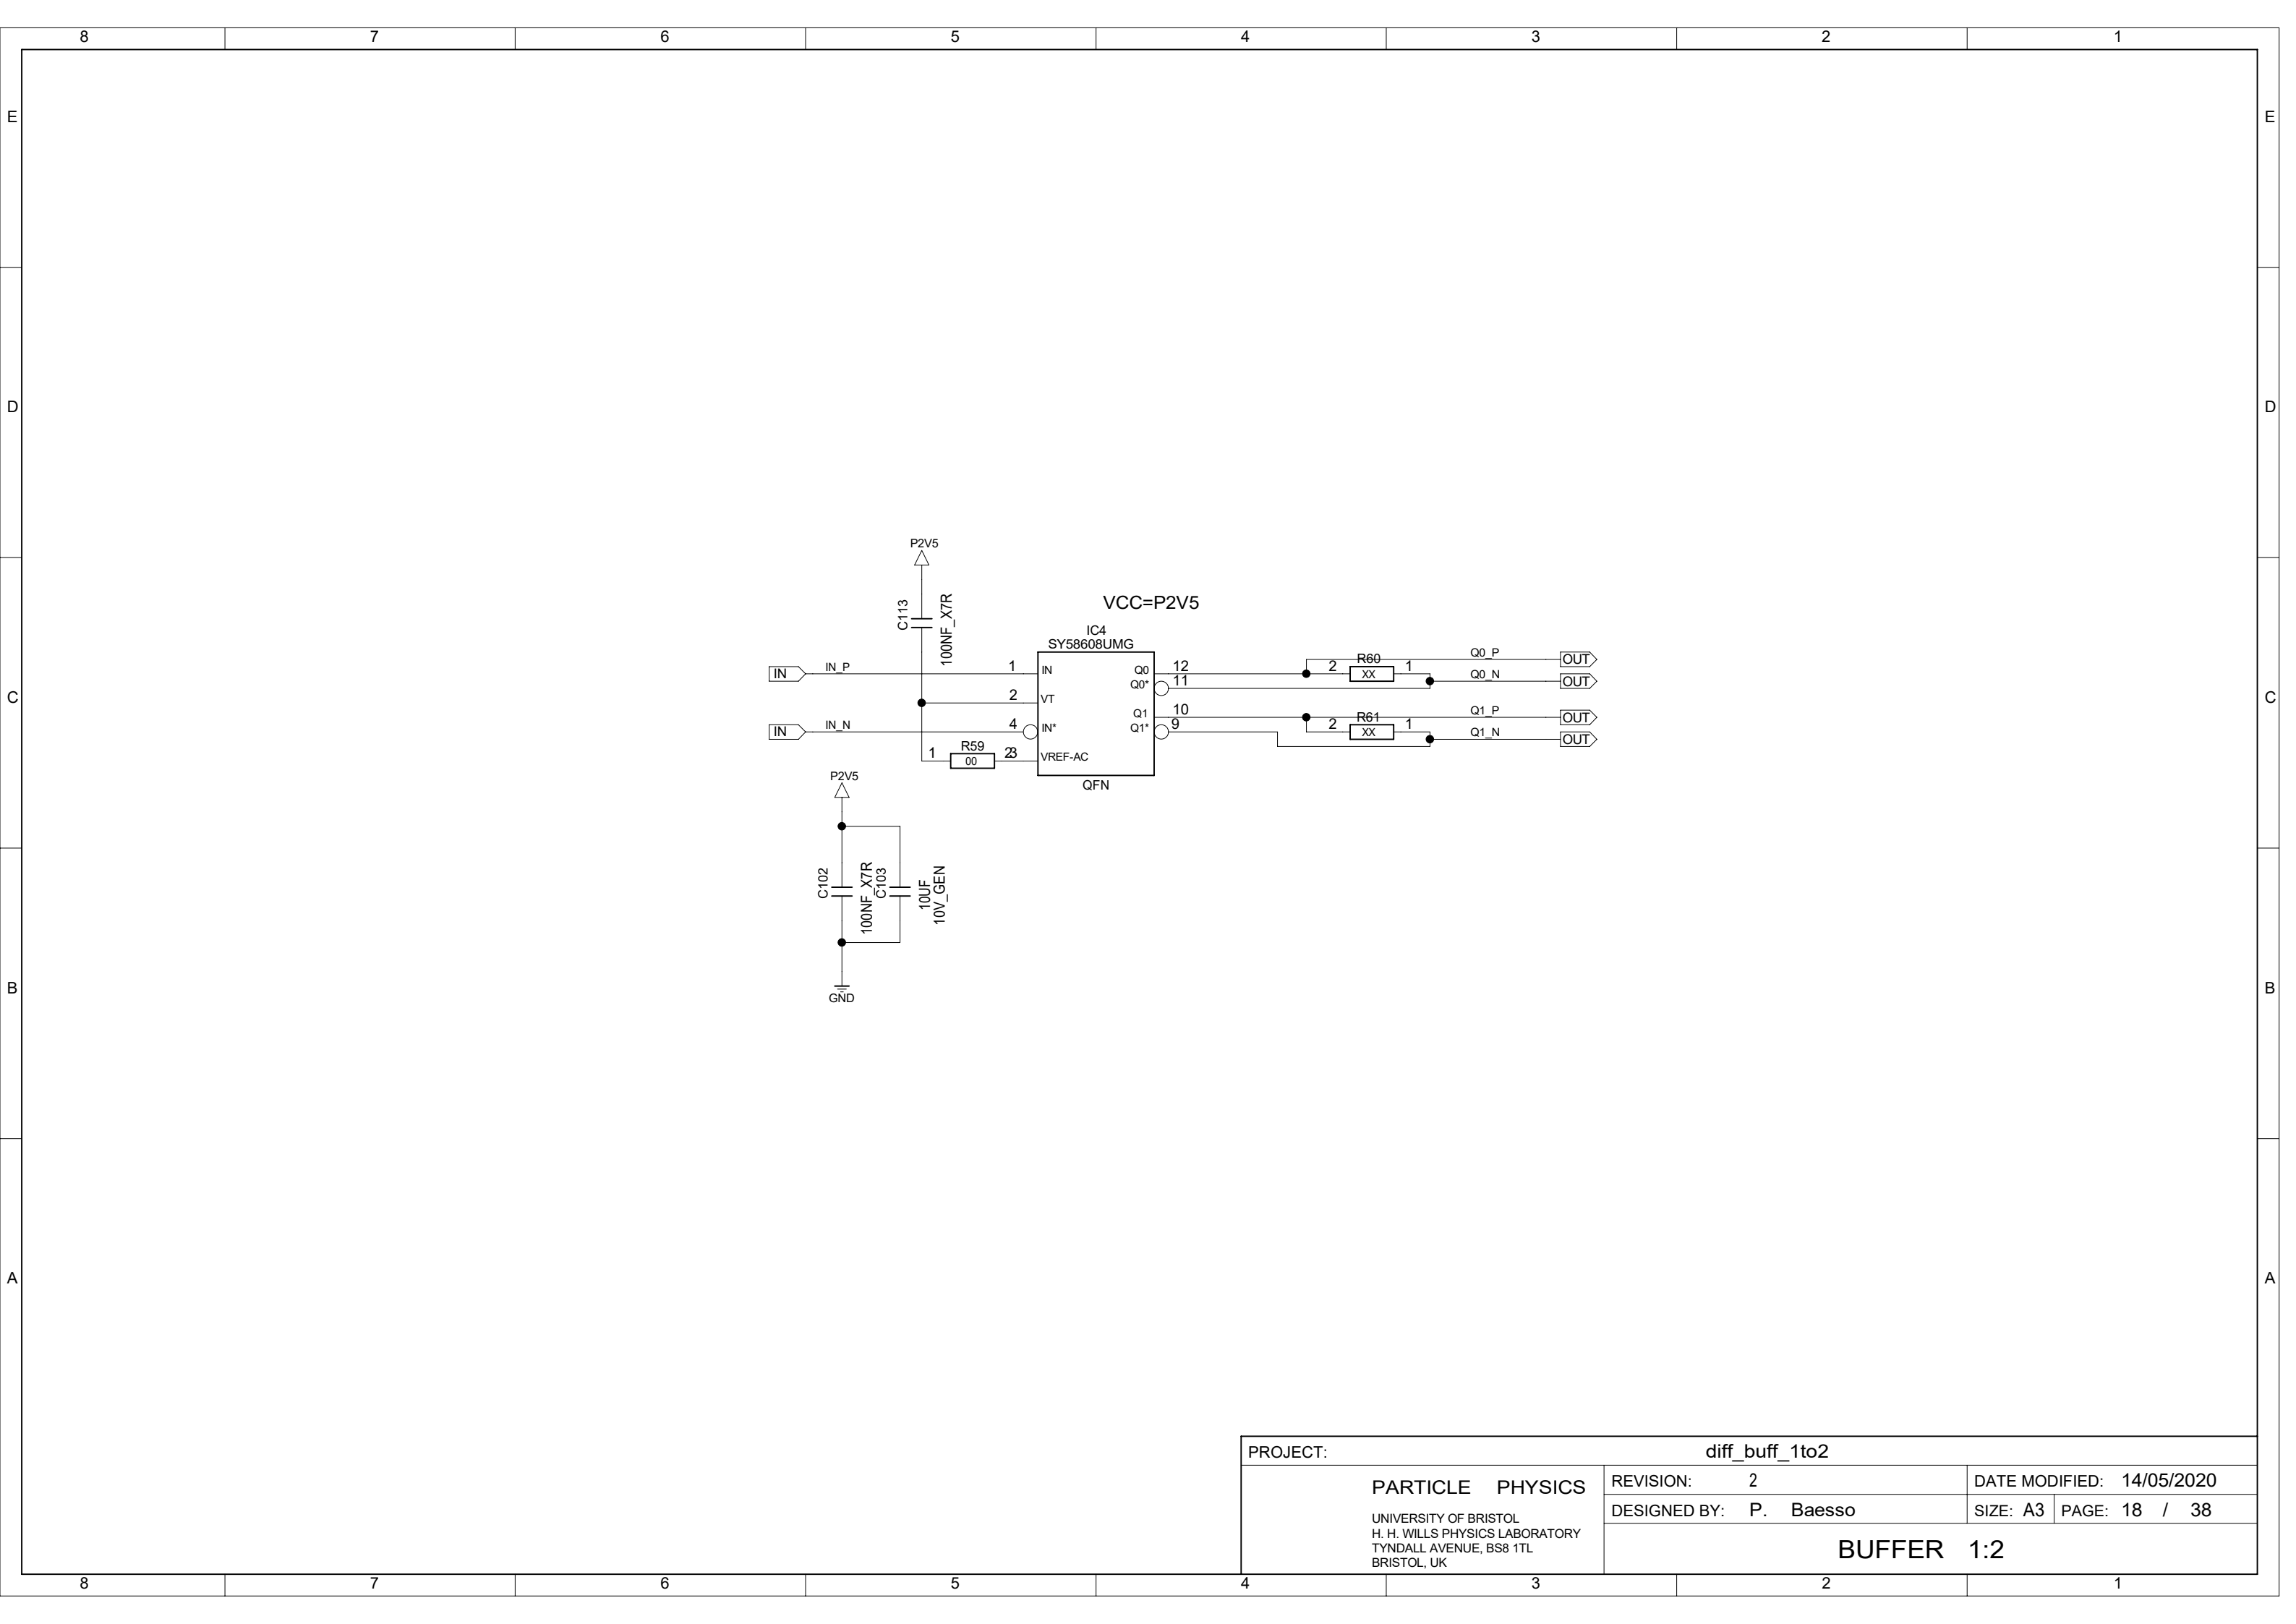 8 7 6 5 4 3 2 1
E E
D D
C C
B B
A A
P2V5
C113
100NF_X7R
VCC=P2V5
IC4
SY58608UMG
IN IN_P 1 IN
2 VT
IN IN_N 4 IN*
1 R59 00 2 3 VREF-AC
QFN
Q0 12
Q0* 11
Q1 10
Q1* 9
2 R60 XX 1
Q0_P OUT
Q0_N OUT
2 R61 XX 1
Q1_P OUT
Q1_N OUT
P2V5
C102
100NF_X7R
C103
10UF
10V_GEN
GND
PROJECT: diff_buff_1to2
PARTICLE PHYSICS
UNIVERSITY OF BRISTOL
H. H. WILLS PHYSICS LABORATORY
TYNDALL AVENUE, BS8 1TL
BRISTOL, UK
REVISION: 2
DATE MODIFIED: 14/05/2020
DESIGNED BY: P. Baesso
SIZE: A3 PAGE: 18 / 38
BUFFER 1:2
8 7 6 5 4 3 2 1